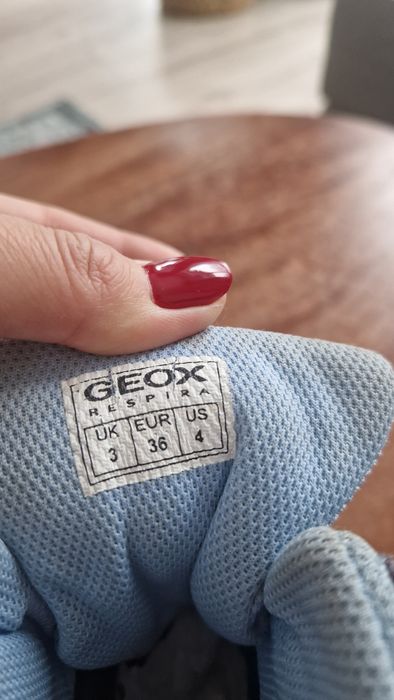 GEOX
RESPIRA
UK EUR US
3 36 4